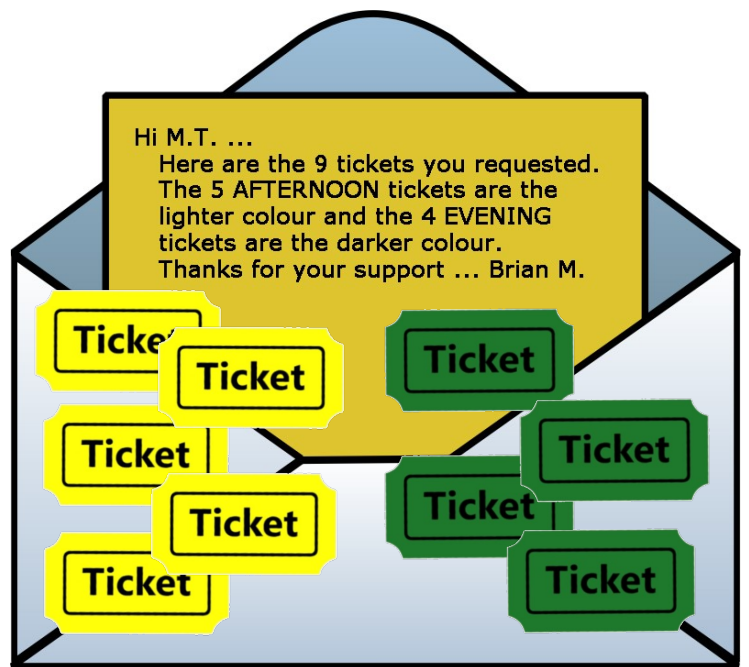 Hi M.T. ...
Here are the 9 tickets you requested.
The 5 AFTERNOON tickets are the
lighter colour and the 4 EVENING
tickets are the darker colour.
Thanks for your support ... Brian M.
Ticket
Ticket
Ticket
Ticket
Ticket
Ticket
Ticket
Ticket
Ticket